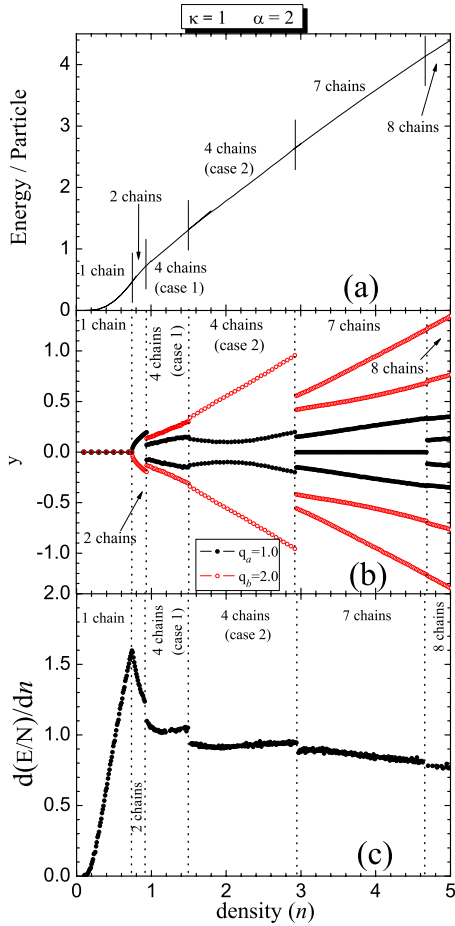 κ = 1 α = 2
Energy / Particle
4
2
0
1 chain
2 chains
4 chains
(case 1)
4 chains
(case 2)
7 chains
8 chains
(a)
y
1.0
0.5
0.0
-0.5
-1.0
1 chain
2 chains
4 chains
(case 1)
4 chains
(case 2)
7 chains
8 chains
q_a=1.0
q_b=2.0
(b)
d(E/N)/dn
2.0
1.5
1.0
0.5
0.0
1 chain
2 chains
4 chains
(case 1)
4 chains
(case 2)
7 chains
8 chains
(c)
0 1 2 3 4 5
density (n)